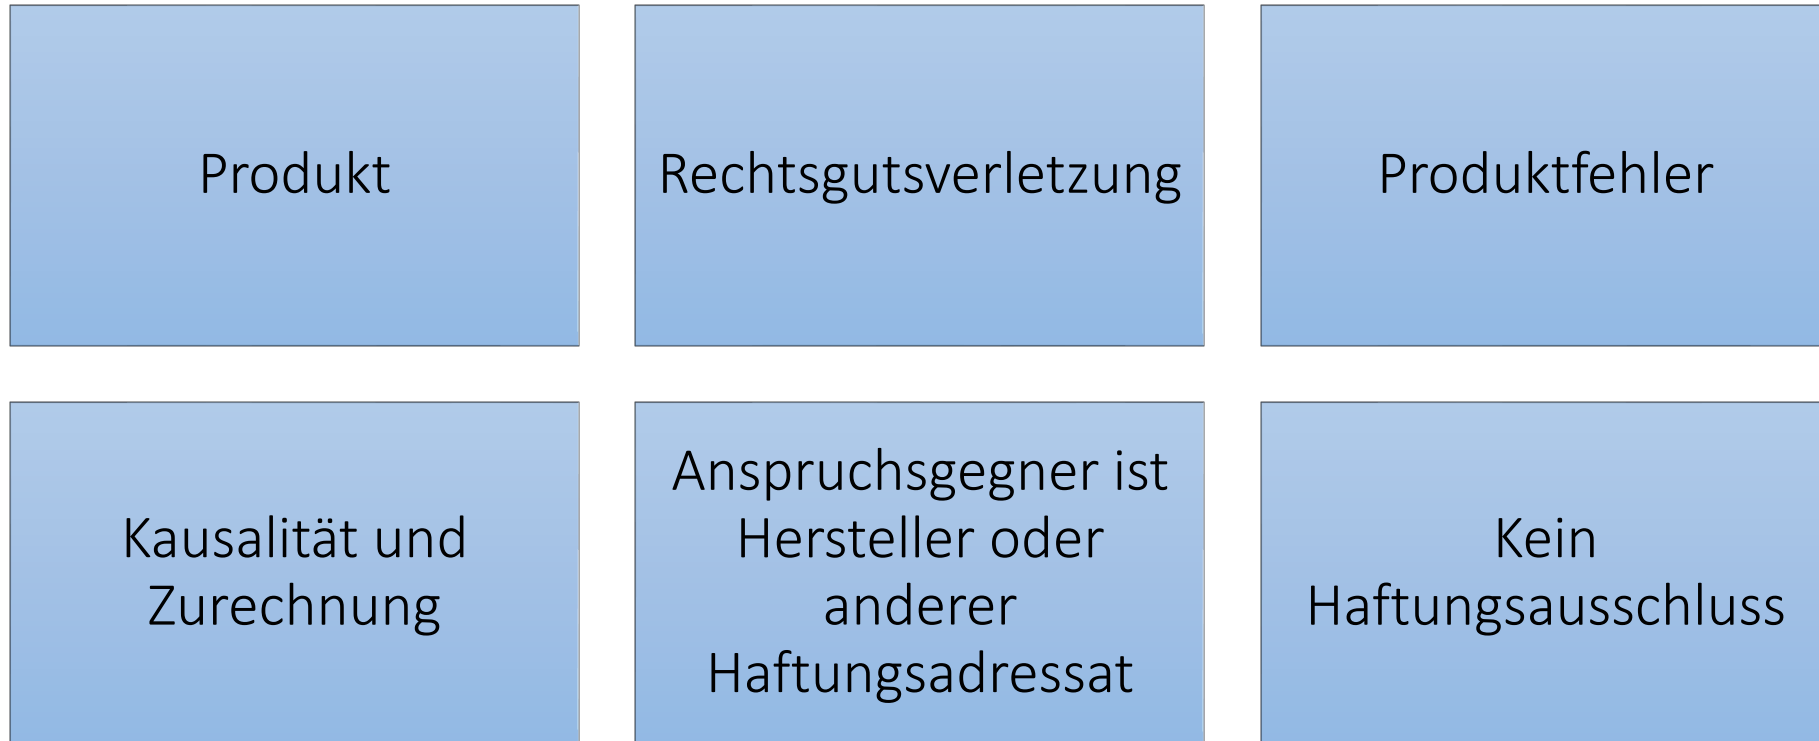 Produkt
Rechtsgutsverletzung
Produktfehler
Kausalität und
Zurechnung
Anspruchsgegner ist
Hersteller oder
anderer
Haftungsadressat
Kein
Haftungsausschluss